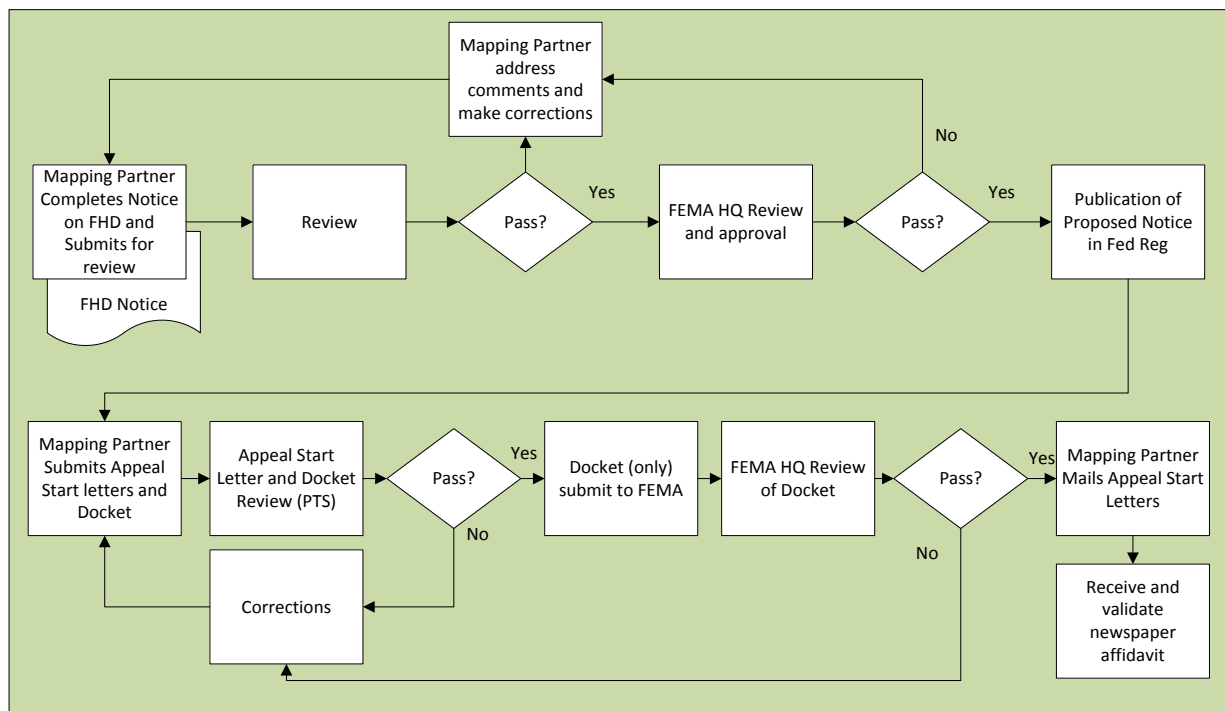 Mapping Partner
address
comments and
make corrections
No
Mapping Partner
Completes Notice
on FHD and
Submits for
review
FHD Notice
Review
Pass?
Yes
FEMA HQ Review
and approval
Pass?
Yes
Publication of
Proposed Notice
in Fed Reg
Mapping Partner
Submits Appeal
Start letters and
Docket
Appeal Start
Letter and Docket
Review (PTS)
Pass?
Yes
No
Docket (only)
submit to FEMA
FEMA HQ Review
of Docket
Pass?
Yes
No
Mapping Partner
Mails Appeal Start
Letters
Corrections
Receive and
validate
newspaper
affidavit